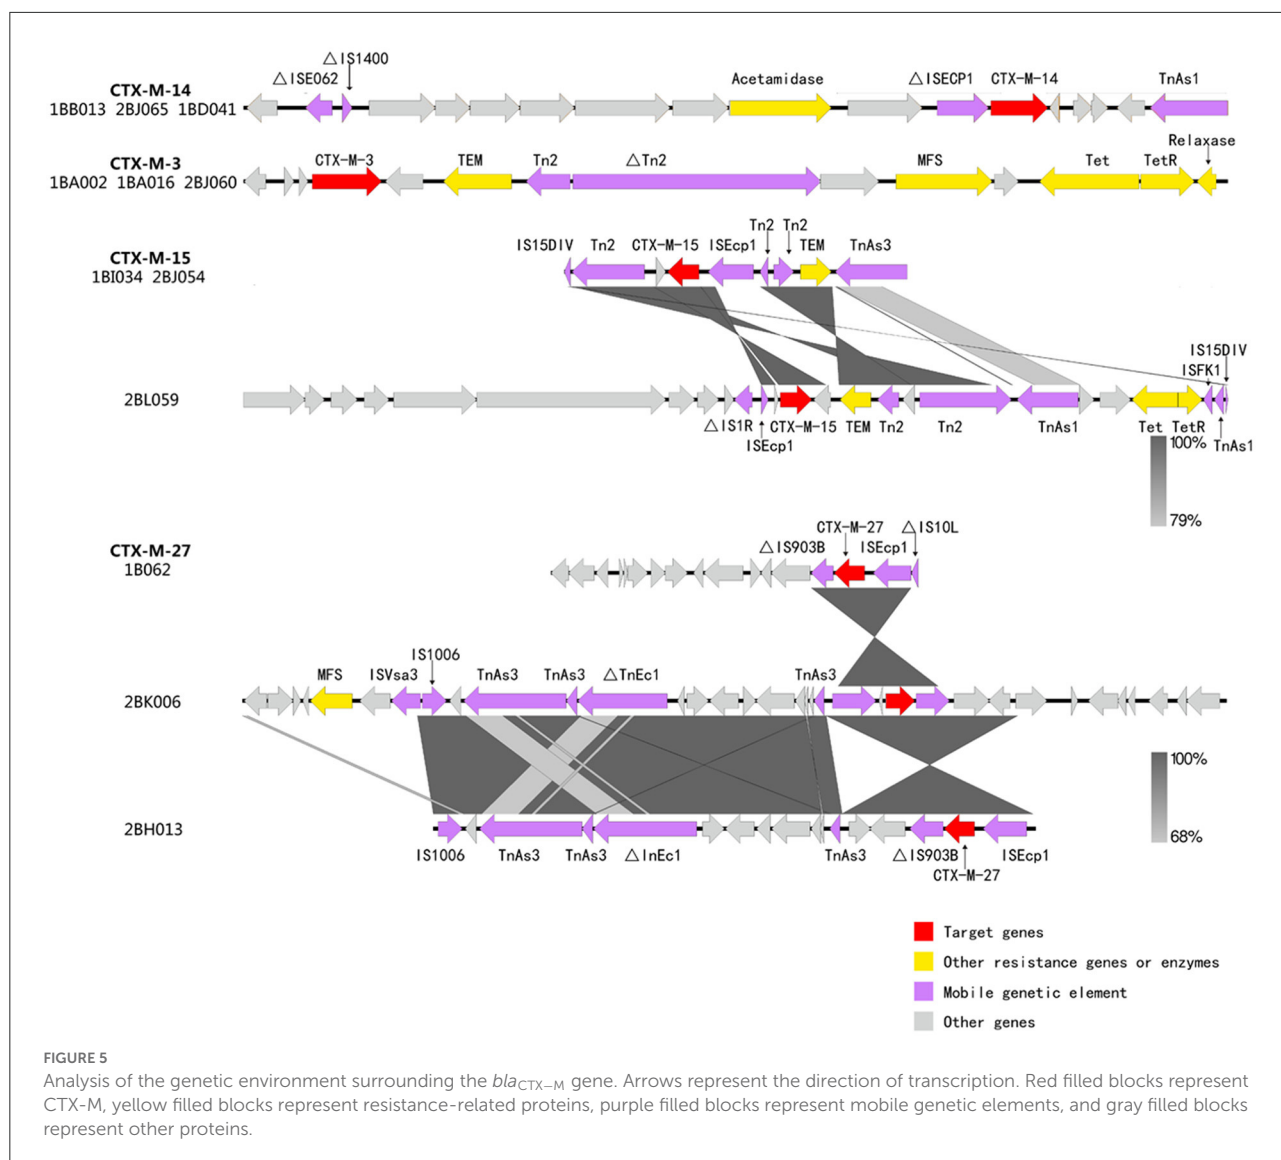 △ IS1400
△ ISE062
CTX-M-14
Acetamidase
△ ISECP1
CTX-M-14
TnAs1
1BB013 2BJ065 1BD041
Relaxase
CTX-M-3
CTX-M-3
TEM
Tn2
△ Tn2
MFS
Tet
TetR
1BA002 1BA016 2BJ060
Tn2
Tn2
CTX-M-15
IS15DIV
Tn2
CTX-M-15
ISEcp1
TEM
TnAs3
1BI034 2BJ054
IS15DIV
ISFK1
2BL059
△ IS1R
CTX-M-15
TEM
Tn2
Tn2
TnAs1
Tet
TetR
TnAs1
ISEcp1
100%
79%
CTX-M-27
CTX-M-27
△ IS10L
1B062
△ IS903B
ISEcp1
IS1006
MFS
ISVsa3
TnAs3
TnAs3
△ TnEc1
TnAs3
2BK006
100%
68%
2BH013
IS1006
TnAs3
TnAs3
△ InEc1
TnAs3
△ IS903B
ISEcp1
CTX-M-27
Target genes
Other resistance genes or enzymes
Mobile genetic element
Other genes
FIGURE 5
Analysis of the genetic environment surrounding the blaCTX−M gene. Arrows represent the direction of transcription. Red filled blocks represent
CTX-M, yellow filled blocks represent resistance-related proteins, purple filled blocks represent mobile genetic elements, and gray filled blocks
represent other proteins.